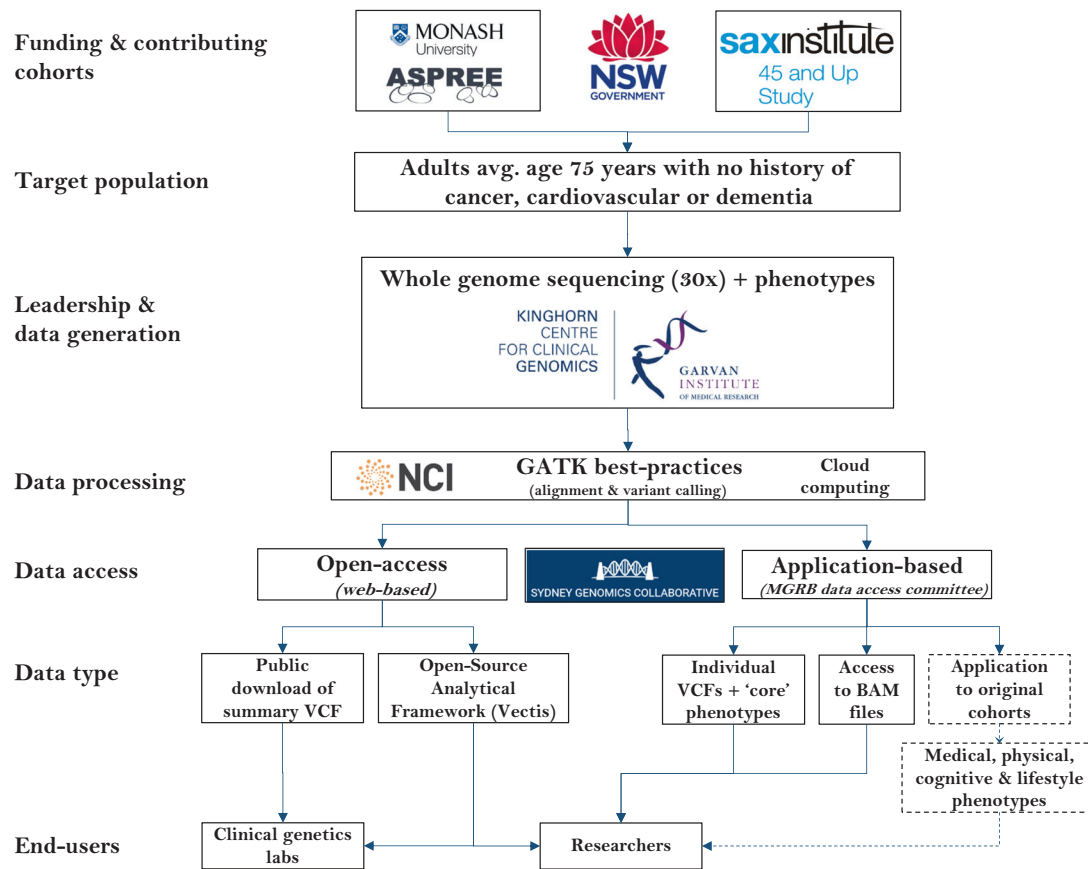 Funding & contributing
cohorts
MONASH
University
ASPREE
NSW
GOVERNMENT
saxinstitute
45 and Up
Study
Target population
Adults avg. age 75 years with no history of
cancer, cardiovascular or dementia
Leadership &
data generation
Whole genome sequencing (30x) + phenotypes
KINGHORN
CENTRE
FOR CLINICAL
GENOMICS
GARVAN
INSTITUTE
OF MEDICAL RESEARCH
Data processing
NCI
GATK best-practices
(alignment & variant calling)
Cloud
computing
Data access
Open-access
(web-based)
SYDNEY GENOMICS COLLABORATIVE
Application-based
(MGRB data access committee)
Data type
Public
download of
summary VCF
Open-Source
Analytical
Framework (Vectis)
Individual
VCFs + ‘core’
phenotypes
Access
to BAM
files
Application
to original
cohorts
Medical, physical,
cognitive & lifestyle
phenotypes
End-users
Clinical genetics
labs
Researchers